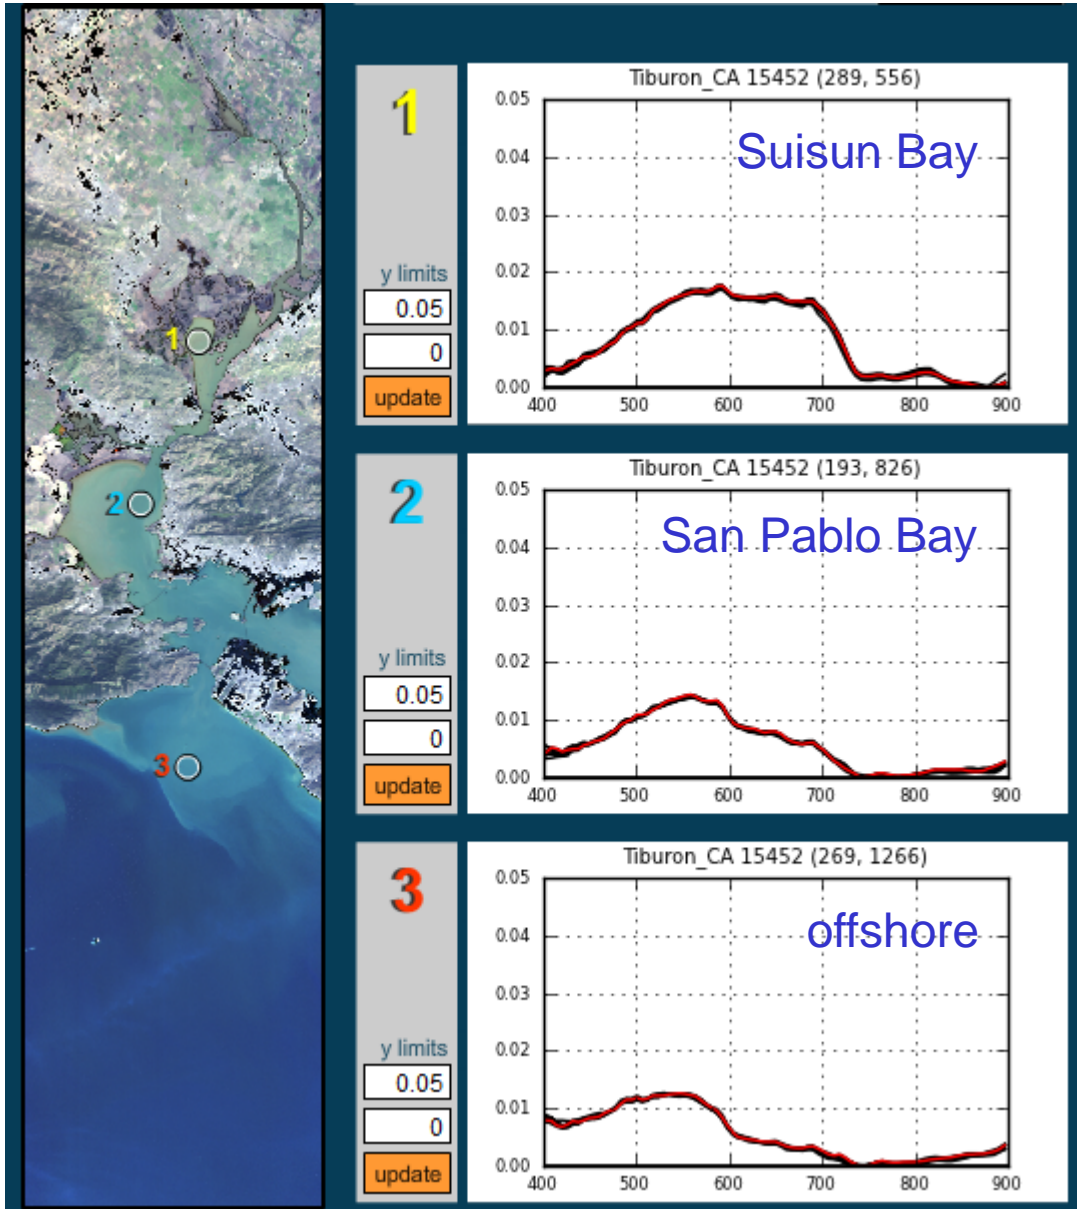 1
2
3
1
y limits
0.05
0
update
Tiburon_CA 15452 (289, 556)
Suisun Bay
0.05
0.04
0.03
0.02
0.01
0.00
400 500 600 700 800 900
2
y limits
0.05
0
update
Tiburon_CA 15452 (193, 826)
San Pablo Bay
0.05
0.04
0.03
0.02
0.01
0.00
400 500 600 700 800 900
3
y limits
0.05
0
update
Tiburon_CA 15452 (269, 1266)
offshore
0.05
0.04
0.03
0.02
0.01
0.00
400 500 600 700 800 900